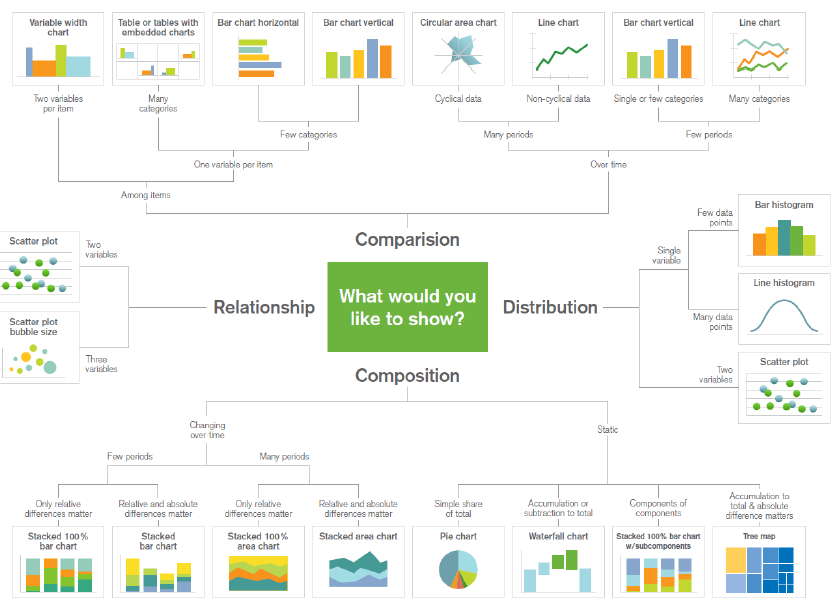 Variable width
chart
Table or tables with
embedded charts
Bar chart horizontal
Bar chart vertical
Circular area chart
Line chart
Bar chart vertical
Line chart
Two variables
per item
Many
categories
Cyclical data
Non-cyclical data
Single or few categories
Many categories
Few categories
Many periods
Few periods
One variable per item
Over time
Among items
Comparision
Bar histogram
Few data
points
Scatter plot
Two
variables
Single
variable
Line histogram
What would you
like to show?
Relationship
Distribution
Scatter plot
bubble size
Many data
points
Three
variables
Scatter plot
Two
variables
Composition
Changing
over time
Static
Few periods
Many periods
Only relative
differences matter
Relative and absolute
differences matter
Only relative
differences matter
Relative and absolute
differences matter
Simple share
of total
Accumulation or
subtraction to total
Components of
components
Accumulation to
total & absolute
difference matters
Stacked 100%
bar chart
Stacked
bar chart
Stacked 100%
area chart
Stacked area chart
Pie chart
Waterfall chart
Stacked 100% bar chart
w/subcomponents
Tree map